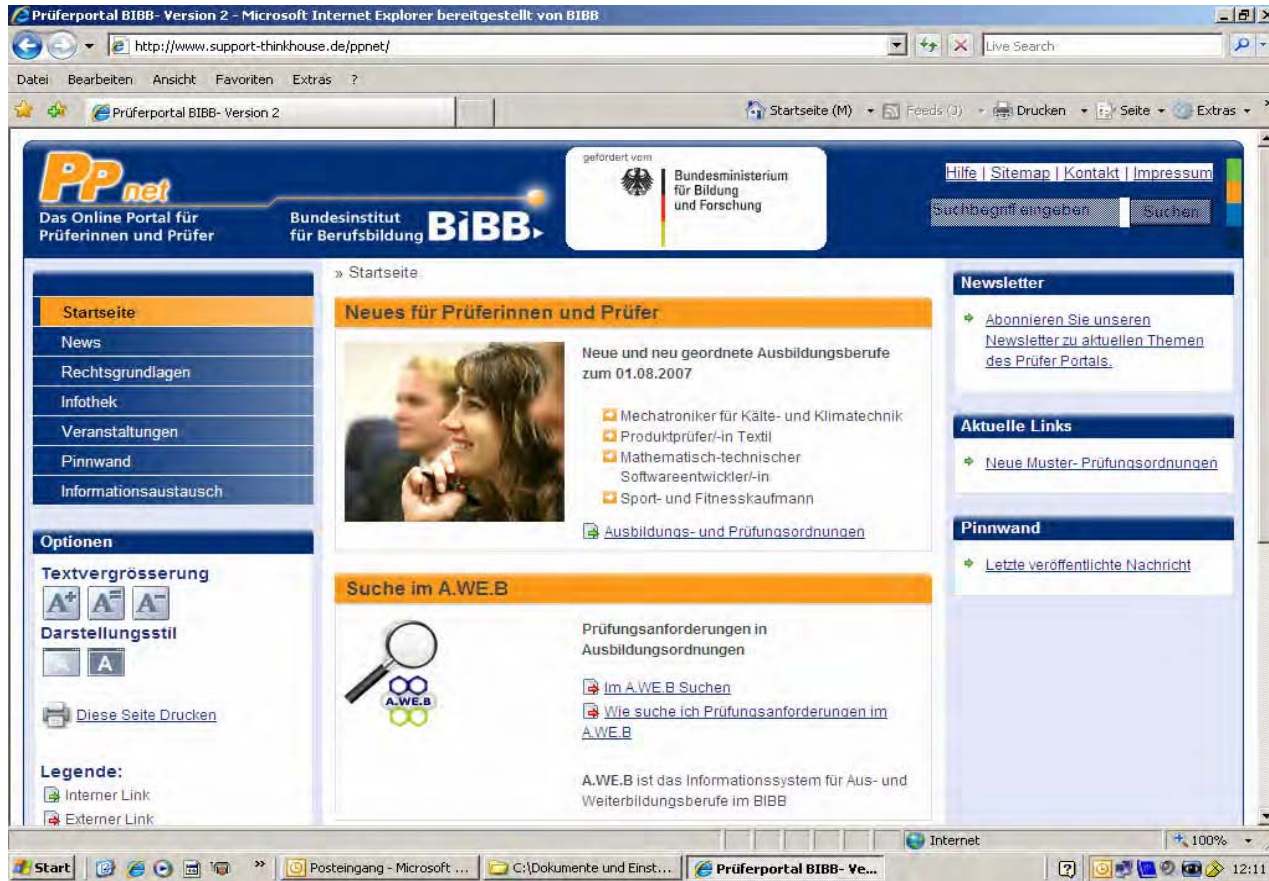 Prüferportal BIBB- Version 2 - Microsoft Internet Explorer bereitgestellt von BIBB
http://www.support-thinkhouse.de/ppnet/
Live Search
Datei Bearbeiten Ansicht Favoriten Extras ?
Prüferportal BIBB- Version 2
Startseite (M) Feeds (J) Drucken Seite Extras
PPnet
Das Online Portal für
Prüferinnen und Prüfer
Bundesinstitut
für Berufsbildung BiBB
gefördert vom
Bundesministerium
für Bildung
und Forschung
Hilfe | Sitemap | Kontakt | Impressum
Suchbegriff eingeben Suchen
Startseite
News
Rechtsgrundlagen
Infothek
Veranstaltungen
Pinnwand
Informationsaustausch
Optionen
Textvergrösserung
A+ A= A-
Darstellungsstil
A A
Diese Seite Drucken
Legende:
Interner Link
Externer Link
» Startseite
Neues für Prüferinnen und Prüfer
Neue und neu geordnete Ausbildungsberufe
zum 01.08.2007
Mechatroniker für Kälte- und Klimatechnik
Produktprüfer/-in Textil
Mathematisch-technischer
Softwareentwickler/-in
Sport- und Fitnesskaufmann
Ausbildungs- und Prüfungsordnungen
Suche im A.WE.B
A.WE.B
Prüfungsanforderungen in
Ausbildungsordnungen
Im A.WE.B Suchen
Wie suche ich Prüfungsanforderungen im
A.WE.B
A.WE.B ist das Informationssystem für Aus- und
Weiterbildungsberufe im BIBB
Newsletter
Abonnieren Sie unseren
Newsletter zu aktuellen Themen
des Prüfer Portals.
Aktuelle Links
Neue Muster- Prüfungsordnungen
Pinnwand
Letzte veröffentlichte Nachricht
Internet 100%
Start Posteingang - Microsoft ... C:\Dokumente und Einst... Prüferportal BIBB- Ve... 12:11